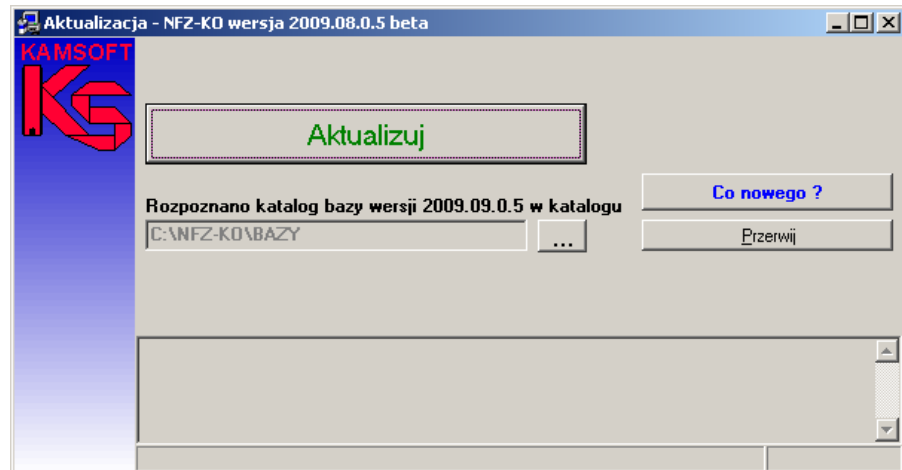 Aktualizacja - NFZ-KO wersja 2009.08.0.5 beta
KAMSOFT
KS
Aktualizuj
Rozpoznano katalog bazy wersji 2009.09.0.5 w katalogu
C:\NFZ-KO\BAZY
...
Co nowego ?
Przerwij